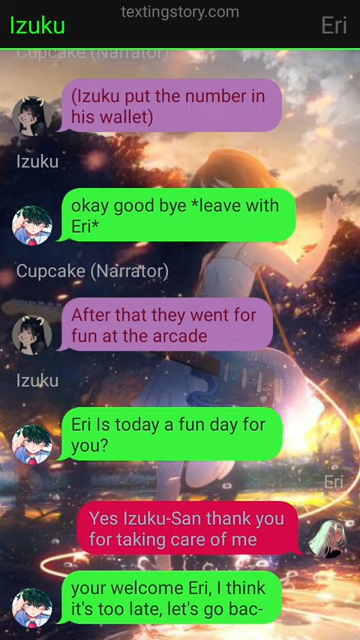 textingstory.com
Izuku
Eri
Cupcake (Narrator)
(Izuku put the number in
his wallet)
Izuku
okay good bye *leave with
Eri*
Cupcake (Narrator)
After that they went for
fun at the arcade
Izuku
Eri Is today a fun day for
you?
Eri
Yes Izuku-San thank you
for taking care of me
your welcome Eri, I think
it's too late, let's go bac-